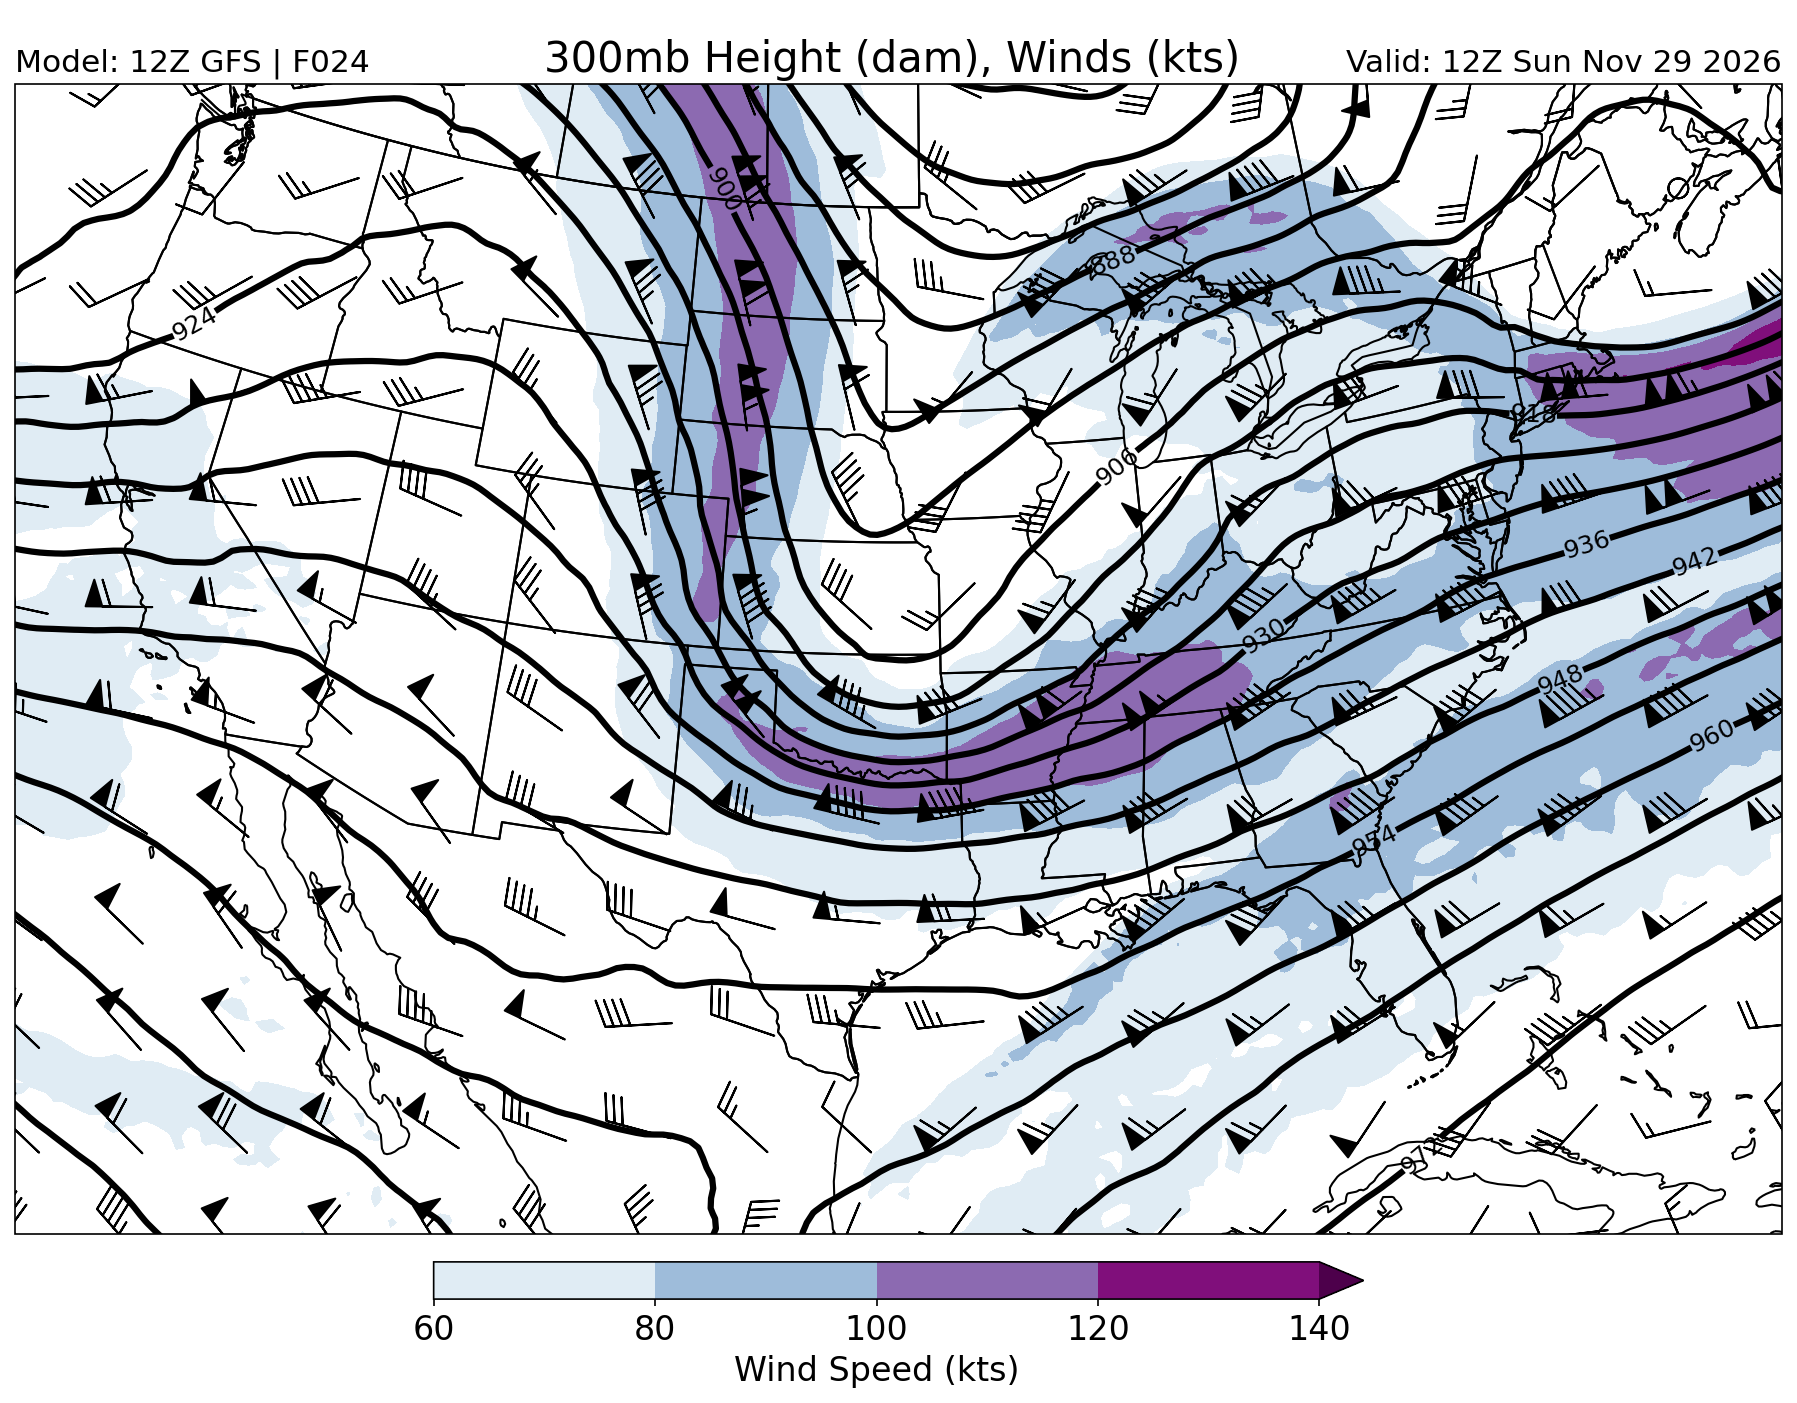 Model: 12Z GFS | F024
300mb Height (dam), Winds (kts)
Valid: 12Z Sun Nov 29 2026
900
888
924
918
906
936
942
930
948
960
954
60 80 100 120 140
Wind Speed (kts)